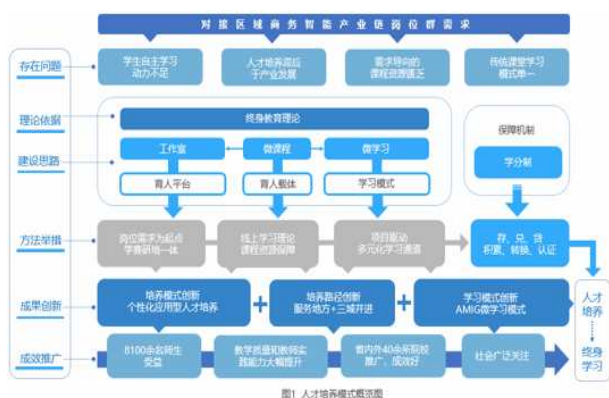 对接区域商务智能产业链岗位群需求
存在问题
学生自主学习
动力不足
人才培养滞后
于产业发展
需求导向的
课程资源匮乏
传统课堂学习
模式单一
理论依据
终身教育理论
保障机制
建设思路
工作室
微课程
微学习
学分制
育人平台
育人载体
学习模式
方法举措
岗位需求为起点
学赛研培一体
线上学习理论
课程资源保障
项目驱动
多元化学习通道
存、兑、贷
积累、转换、认证
成果创新
培养模式创新
个性化应用型人才培养
培养路径创新
服务地方+三域并进
学习模式创新
AMIG微学习模式
人才
培养
终身
学习
成效推广
8100余名师生
受益
教学质量和教师实
践能力大幅提升
省内外40余所院校
推广、成效好
社会广泛关注
图1 人才培养模式概览图